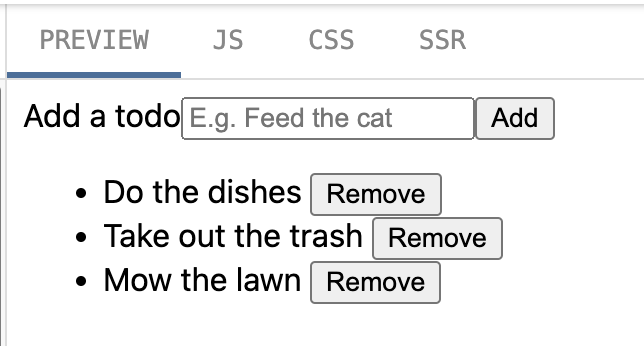 PREVIEW JS CSS SSR
Add a todo E.g. Feed the cat Add
Do the dishes Remove
Take out the trash Remove
Mow the lawn Remove